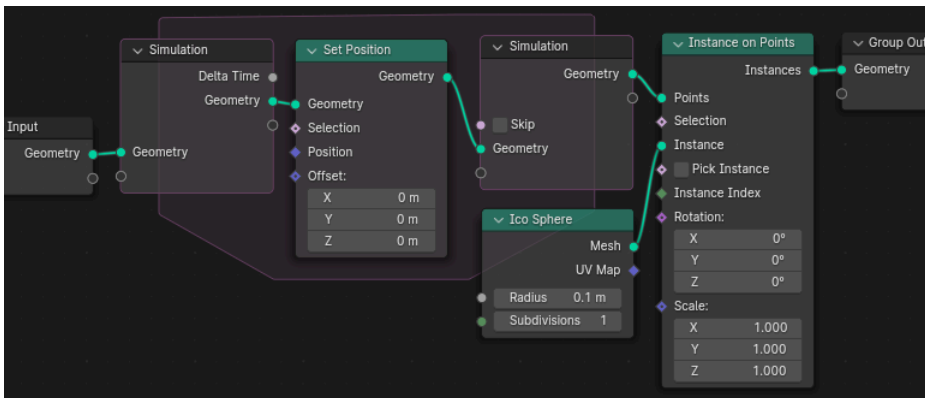 Input
Geometry
Simulation
Delta Time
Geometry
Geometry
Set Position
Geometry
Geometry
Selection
Position
Offset:
X 0 m
Y 0 m
Z 0 m
Simulation
Geometry
Skip
Geometry
Ico Sphere
Mesh
UV Map
Radius 0.1 m
Subdivisions 1
Instance on Points
Instances
Points
Selection
Instance
Pick Instance
Instance Index
Rotation:
X 0°
Y 0°
Z 0°
Scale:
X 1.000
Y 1.000
Z 1.000
Group Out
Geometry